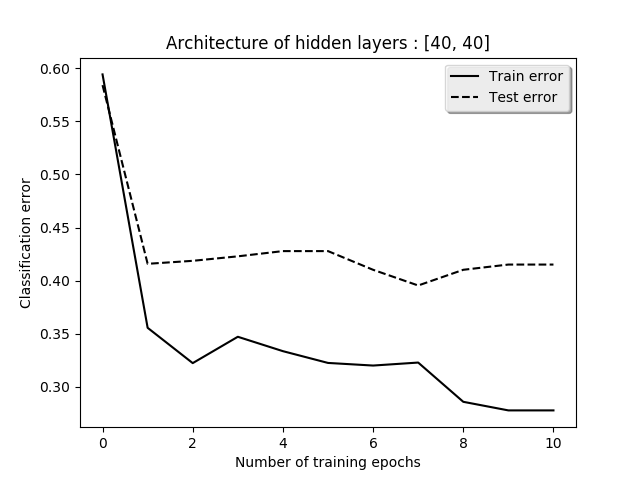 Architecture of hidden layers : [40, 40]
Train error
Test error
0.60
0.55
0.50
0.45
0.40
0.35
0.30
Classification error
0 2 4 6 8 10
Number of training epochs